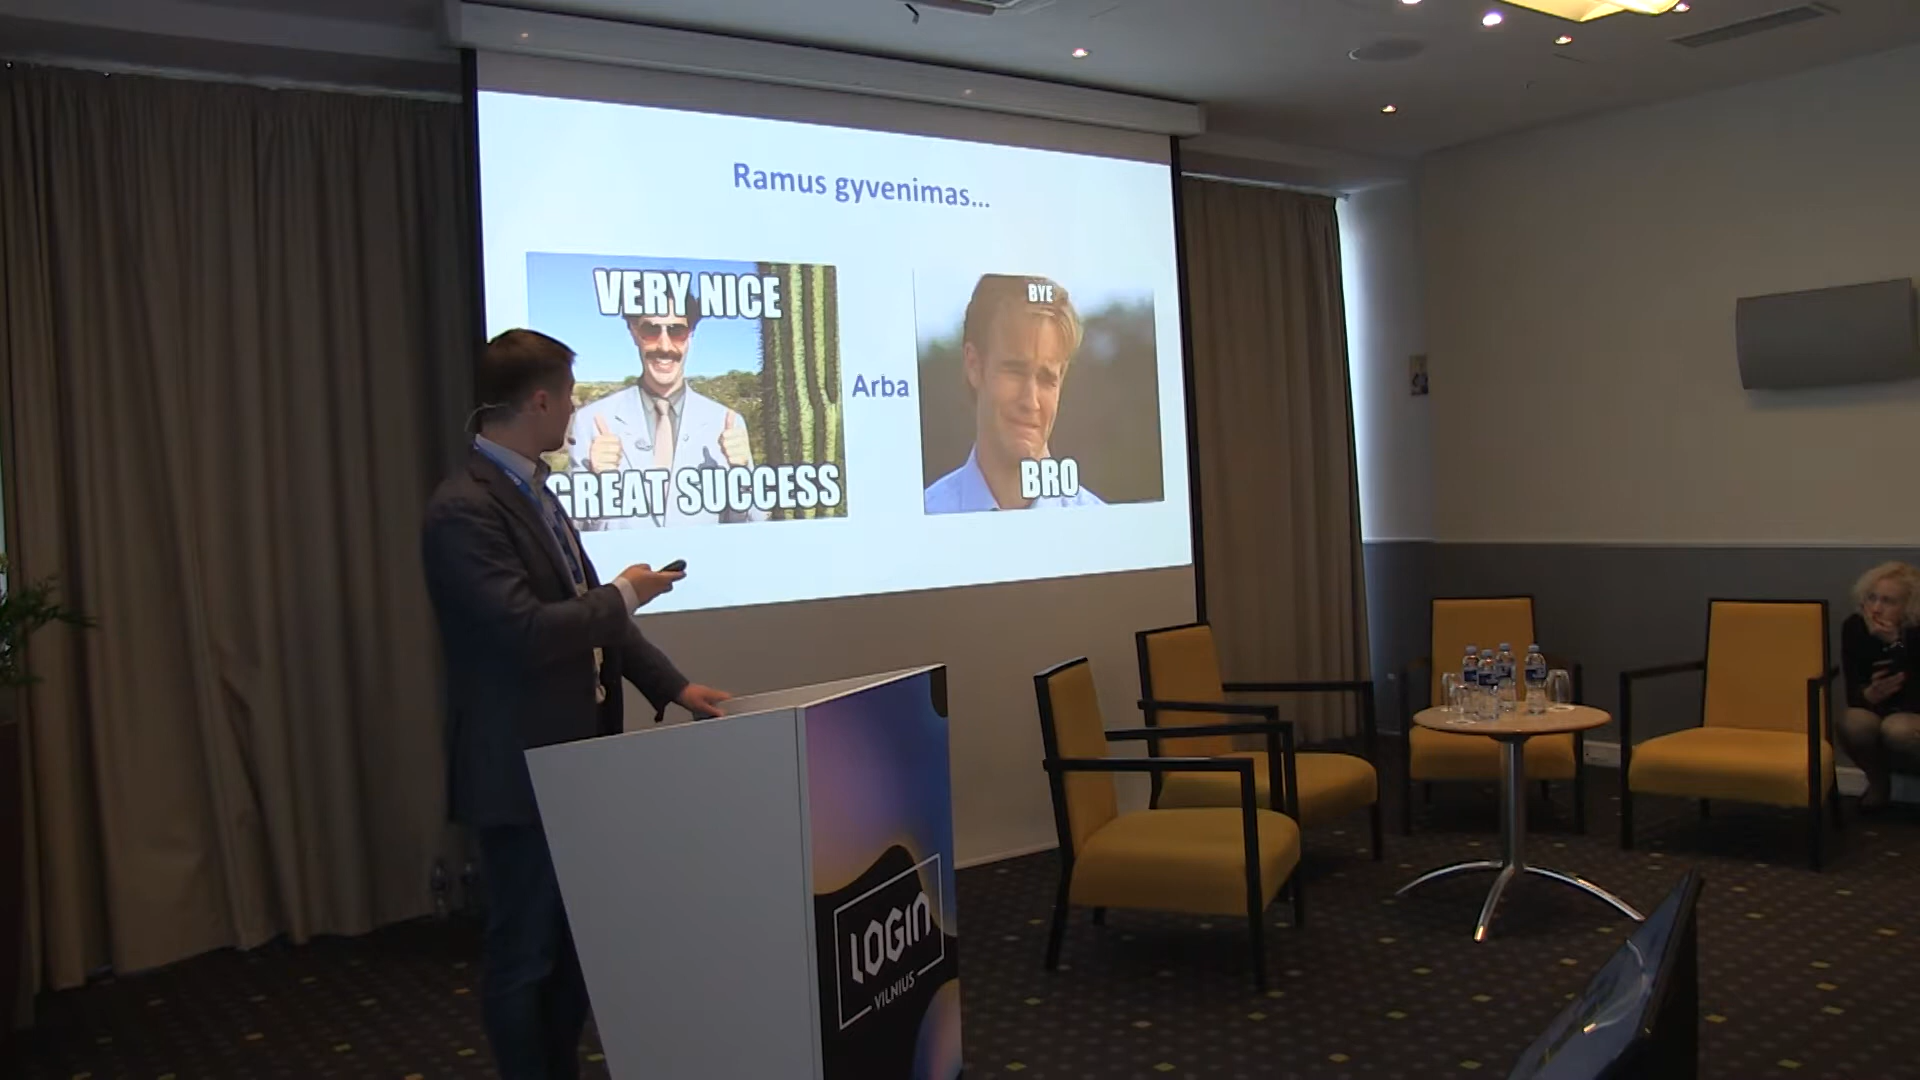 Ramus gyvenimas...
VERY NICE
GREAT SUCCESS
Arba
BYE
BRO
LOGIN
VILNIUS